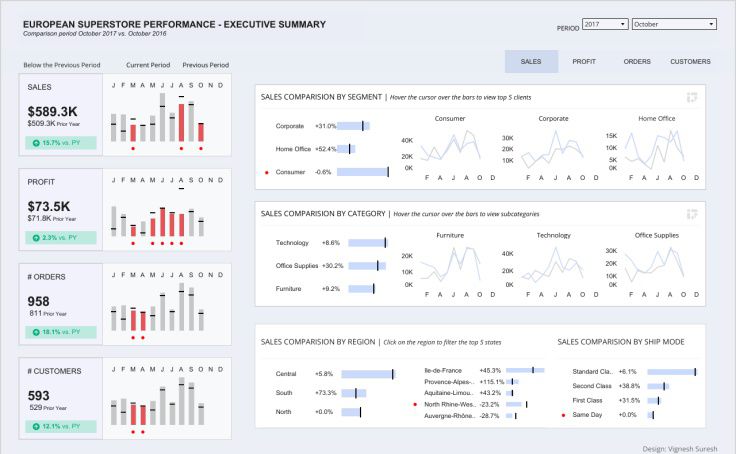 EUROPEAN SUPERSTORE PERFORMANCE - EXECUTIVE SUMMARY
Comparison period October 2017 vs. October 2016
PERIOD 2017 October
Below the Previous Period Current Period Previous Period
SALES PROFIT ORDERS CUSTOMERS
SALES
$589.3K
$509.3K Prior Year
15.7% vs. PY
J F M A M J J A S O N D
PROFIT
$73.5K
$71.8K Prior Year
2.3% vs. PY
J F M A M J J A S O N D
# ORDERS
958
811 Prior Year
18.1% vs. PY
J F M A M J J A S O N D
# CUSTOMERS
593
529 Prior Year
12.1% vs. PY
J F M A M J J A S O N D
SALES COMPARISION BY SEGMENT | Hover the cursor over the bars to view top 5 clients
Corporate +31.0%
Home Office +52.4%
Consumer -0.6%
Consumer
40K
20K
0K
F A J A O D
Corporate
30K
20K
10K
0K
F A J A O D
Home Office
15K
10K
5K
0K
F A J A O D
SALES COMPARISION BY CATEGORY | Hover the cursor over the bars to view subcategories
Technology +8.6%
Office Supplies +30.2%
Furniture +9.2%
Furniture
20K
10K
0K
F A J A O D
Technology
40K
20K
0K
F A J A O D
Office Supplies
30K
20K
10K
0K
F A J A O D
SALES COMPARISION BY REGION | Click on the region to filter the top 5 states
Central +5.8%
South +73.3%
North +0.0%
Ile-de-France +45.3%
Provence-Alpes-.. +115.1%
Aquitaine-Limou.. +43.2%
North Rhine-Wes.. -23.2%
Auvergne-Rhône.. -28.7%
SALES COMPARISION BY SHIP MODE
Standard Cla.. +6.1%
Second Class +38.8%
First Class +31.5%
Same Day +0.0%
Design: Vignesh Suresh